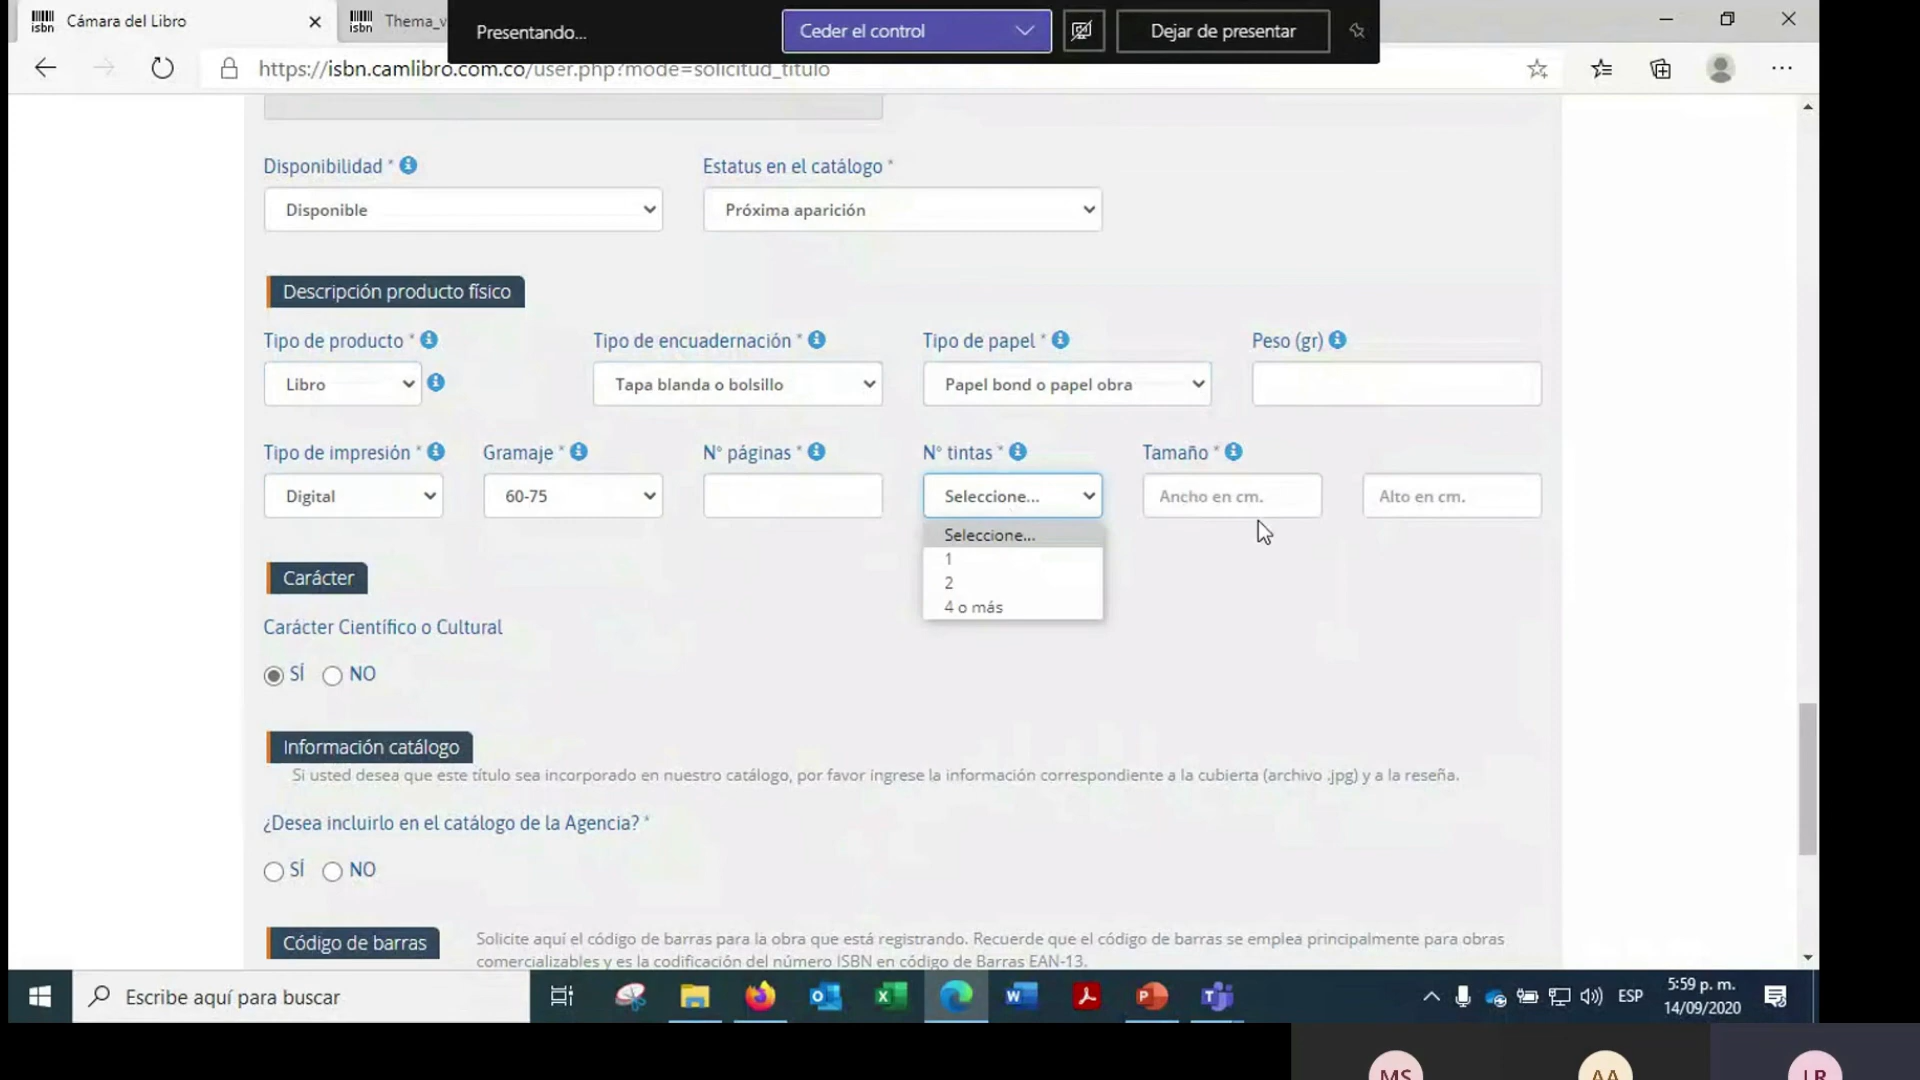 isbn Cámara del Libro
isbn Thema_v
Presentando...
Ceder el control
Dejar de presentar
https://isbn.camlibro.com.co/user.php?mode=solicitud_titulo
Disponibilidad * Estatus en el catálogo *
Disponible Próxima aparición
Descripción producto físico
Tipo de producto * Tipo de encuadernación * Tipo de papel * Peso (gr)
Libro Tapa blanda o bolsillo Papel bond o papel obra
Tipo de impresión * Gramaje * N° páginas * N° tintas * Tamaño *
Digital 60-75 Seleccione... Ancho en cm. Alto en cm.
Seleccione...
1
2
4 o más
Carácter
Carácter Científico o Cultural
SÍ NO
Información catálogo
Si usted desea que este título sea incorporado en nuestro catálogo, por favor ingrese la información correspondiente a la cubierta (archivo .jpg) y a la reseña.
¿Desea incluirlo en el catálogo de la Agencia? *
SÍ NO
Código de barras
Solicite aquí el código de barras para la obra que está registrando. Recuerde que el código de barras se emplea principalmente para obras
comercializables y es la codificación del número ISBN en código de Barras EAN-13.
Escribe aquí para buscar
ESP
5:59 p. m.
14/09/2020
MS AA LR